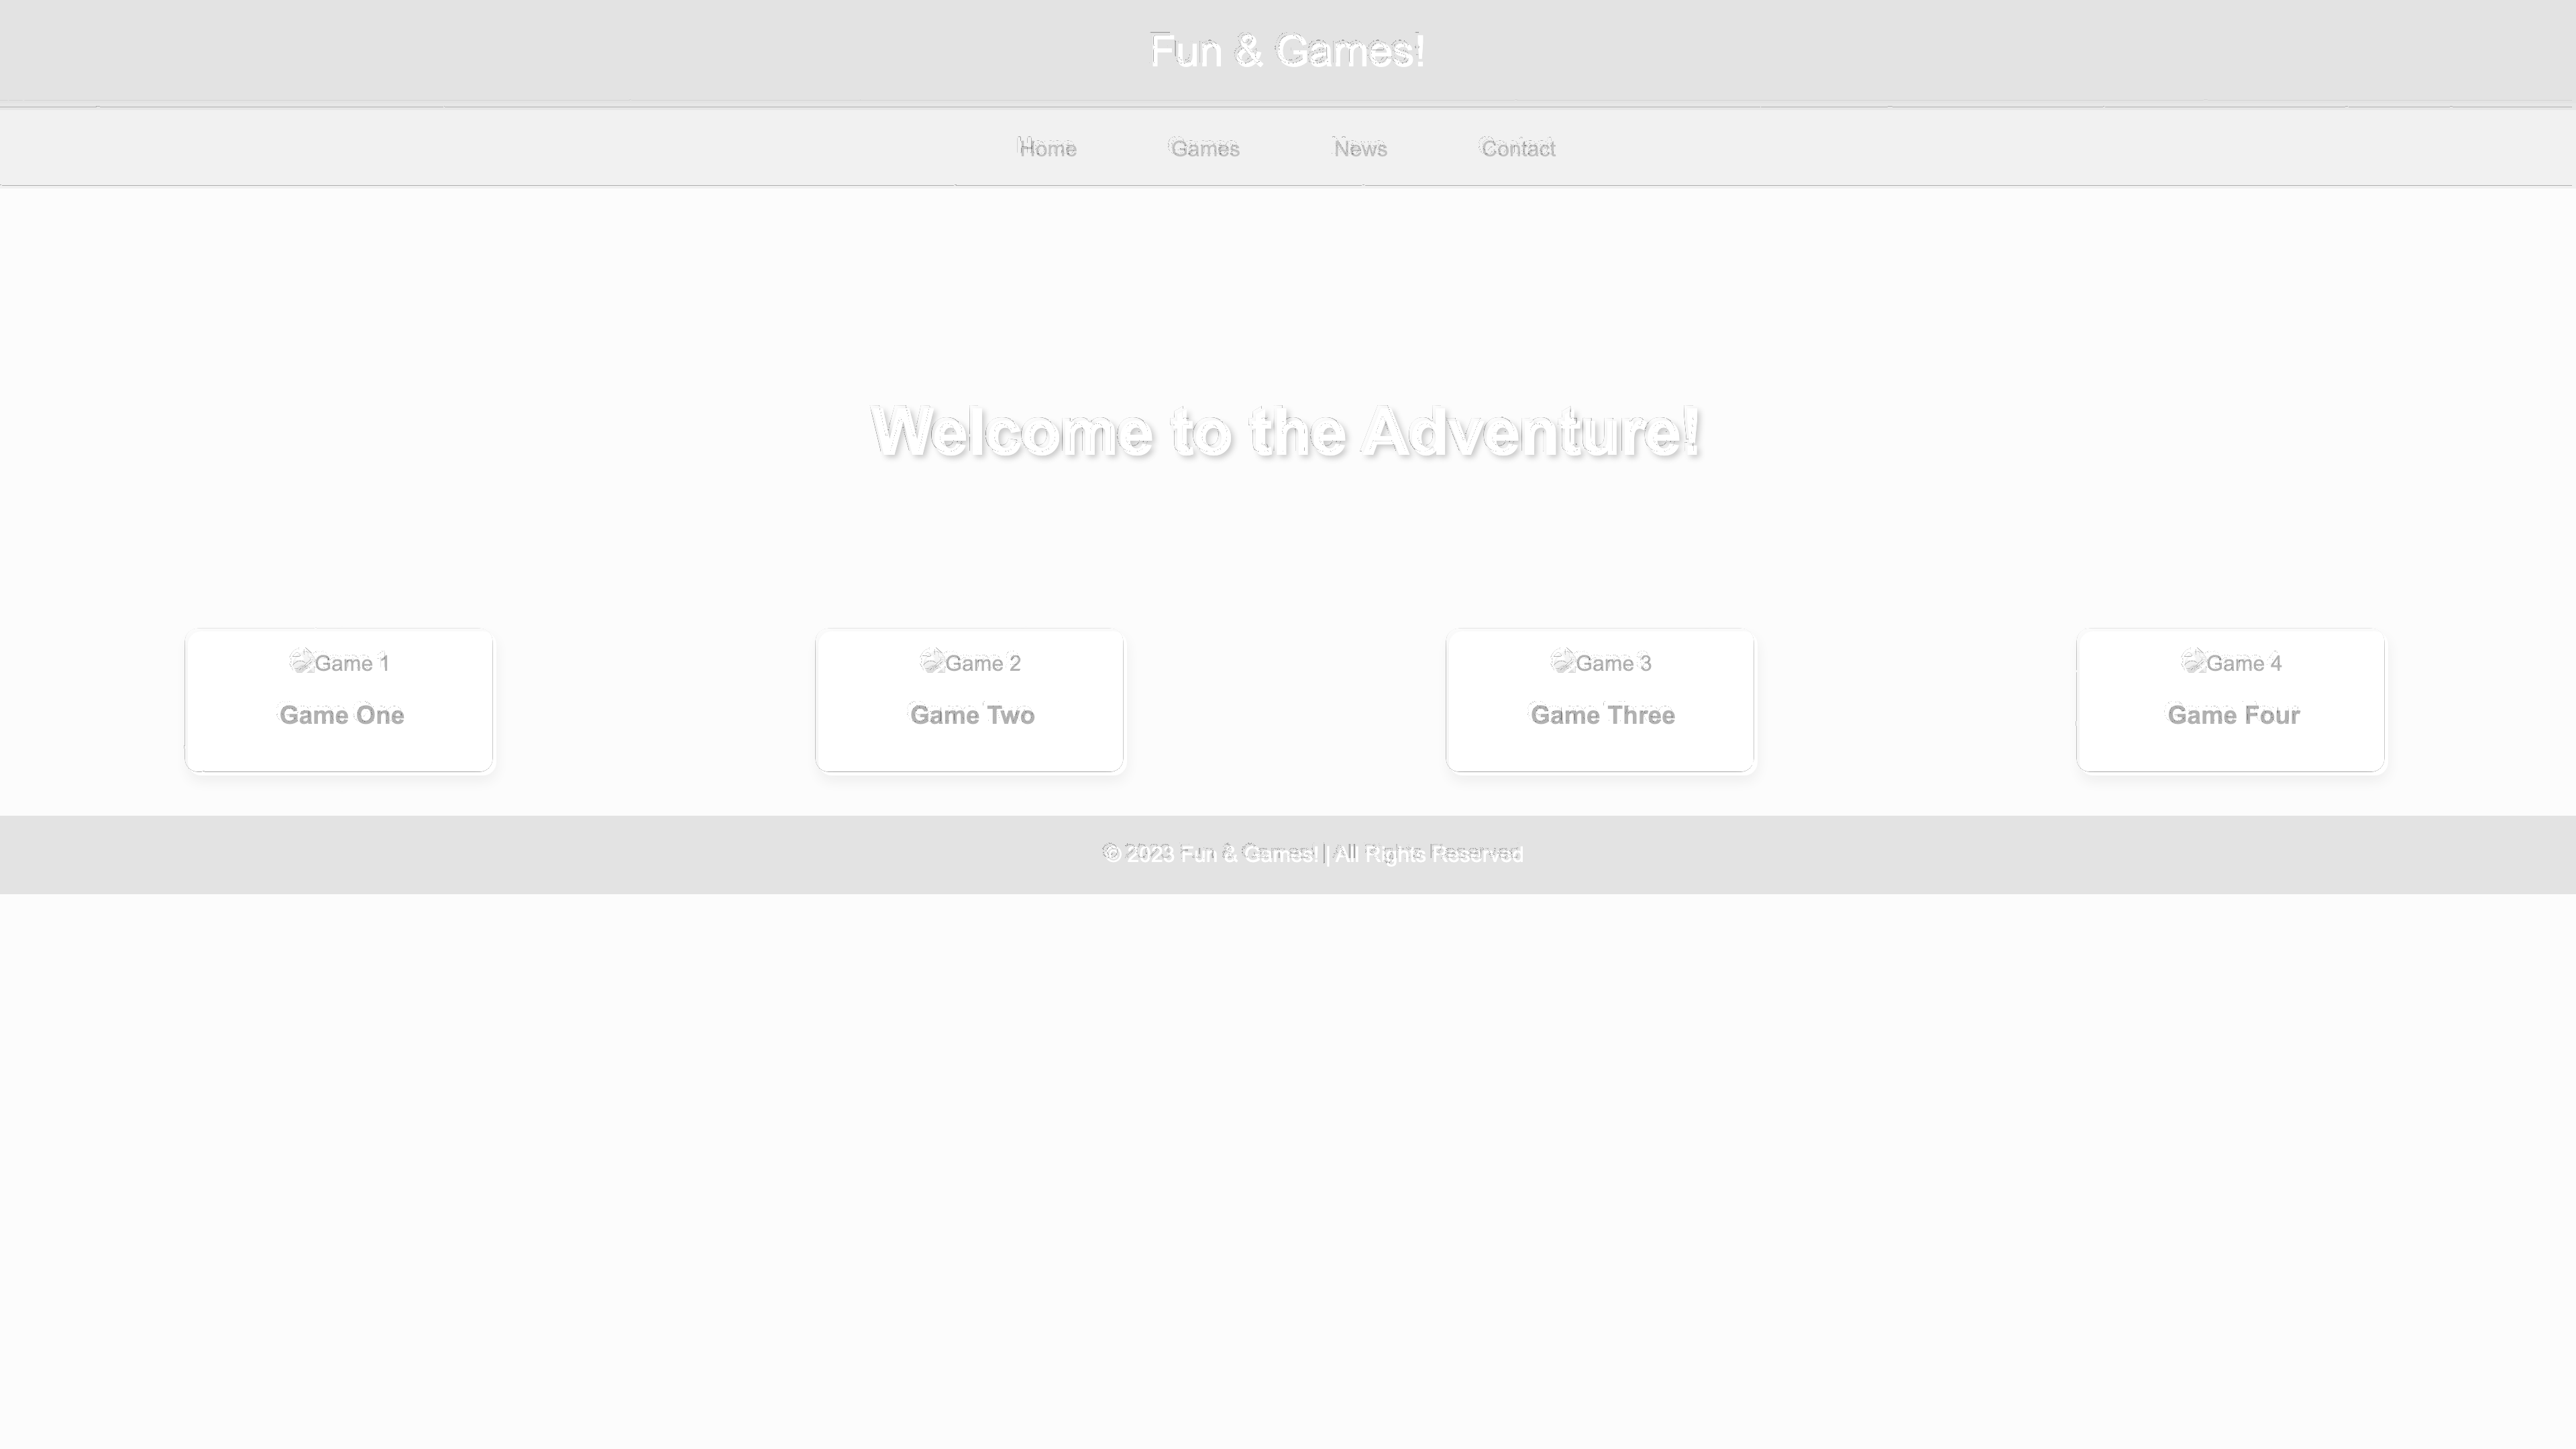 Fun & Games!
Home Games News Contact
Welcome to the Adventure!
Game 1 Game 2 Game 3 Game 4
Game One Game Two Game Three Game Four
© 2023 Fun & Games! | All Rights Reserved